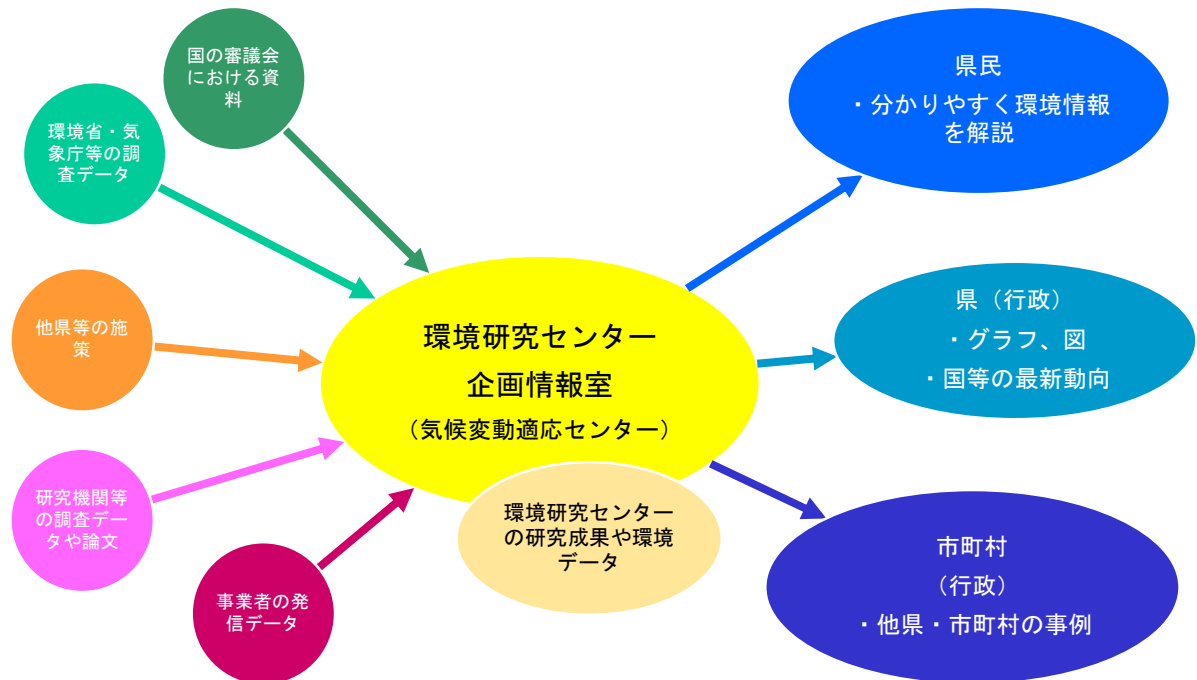 国の審議会
における資
料
環境省・気
象庁等の調
査データ
他県等の施
策
研究機関等
の調査デー
タや論文
事業者の発
信データ
環境研究センター
企画情報室
（気候変動適応センター）
環境研究センター
の研究成果や環境
データ
県民
・分かりやすく環境情報
を解説
県（行政）
・グラフ、図
・国等の最新動向
市町村
（行政）
・他県・市町村の事例